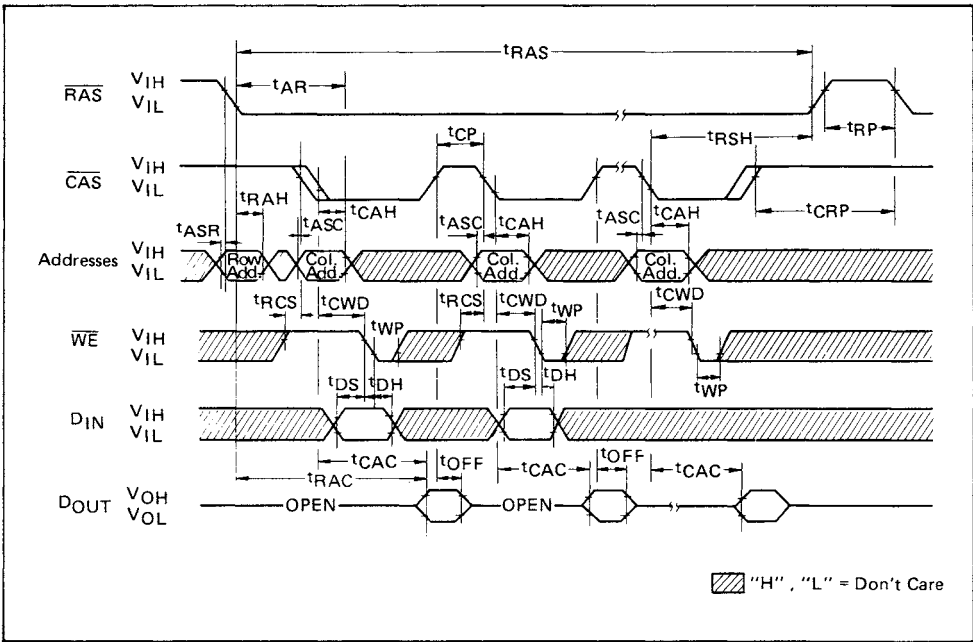 tRAS
RAS VIH VIL
tAR
tCP
tRSH
tRP
CAS VIH VIL
tRAH
tASC
tCAH
tASC
tCAH
tASC
tCAH
tCRP
tASR
Addresses VIH VIL
Row Add.
Col. Add.
Col. Add.
Col. Add.
tRCS
tCWD
tWP
tRCS
tCWD
tWP
tCWD
WE VIH VIL
tDS
tDH
tDS
tDH
tWP
DIN VIH VIL
tCAC
tOFF
tCAC
tOFF
tCAC
tRAC
DOUT VOH VOL
OPEN
OPEN
"H", "L" = Don't Care